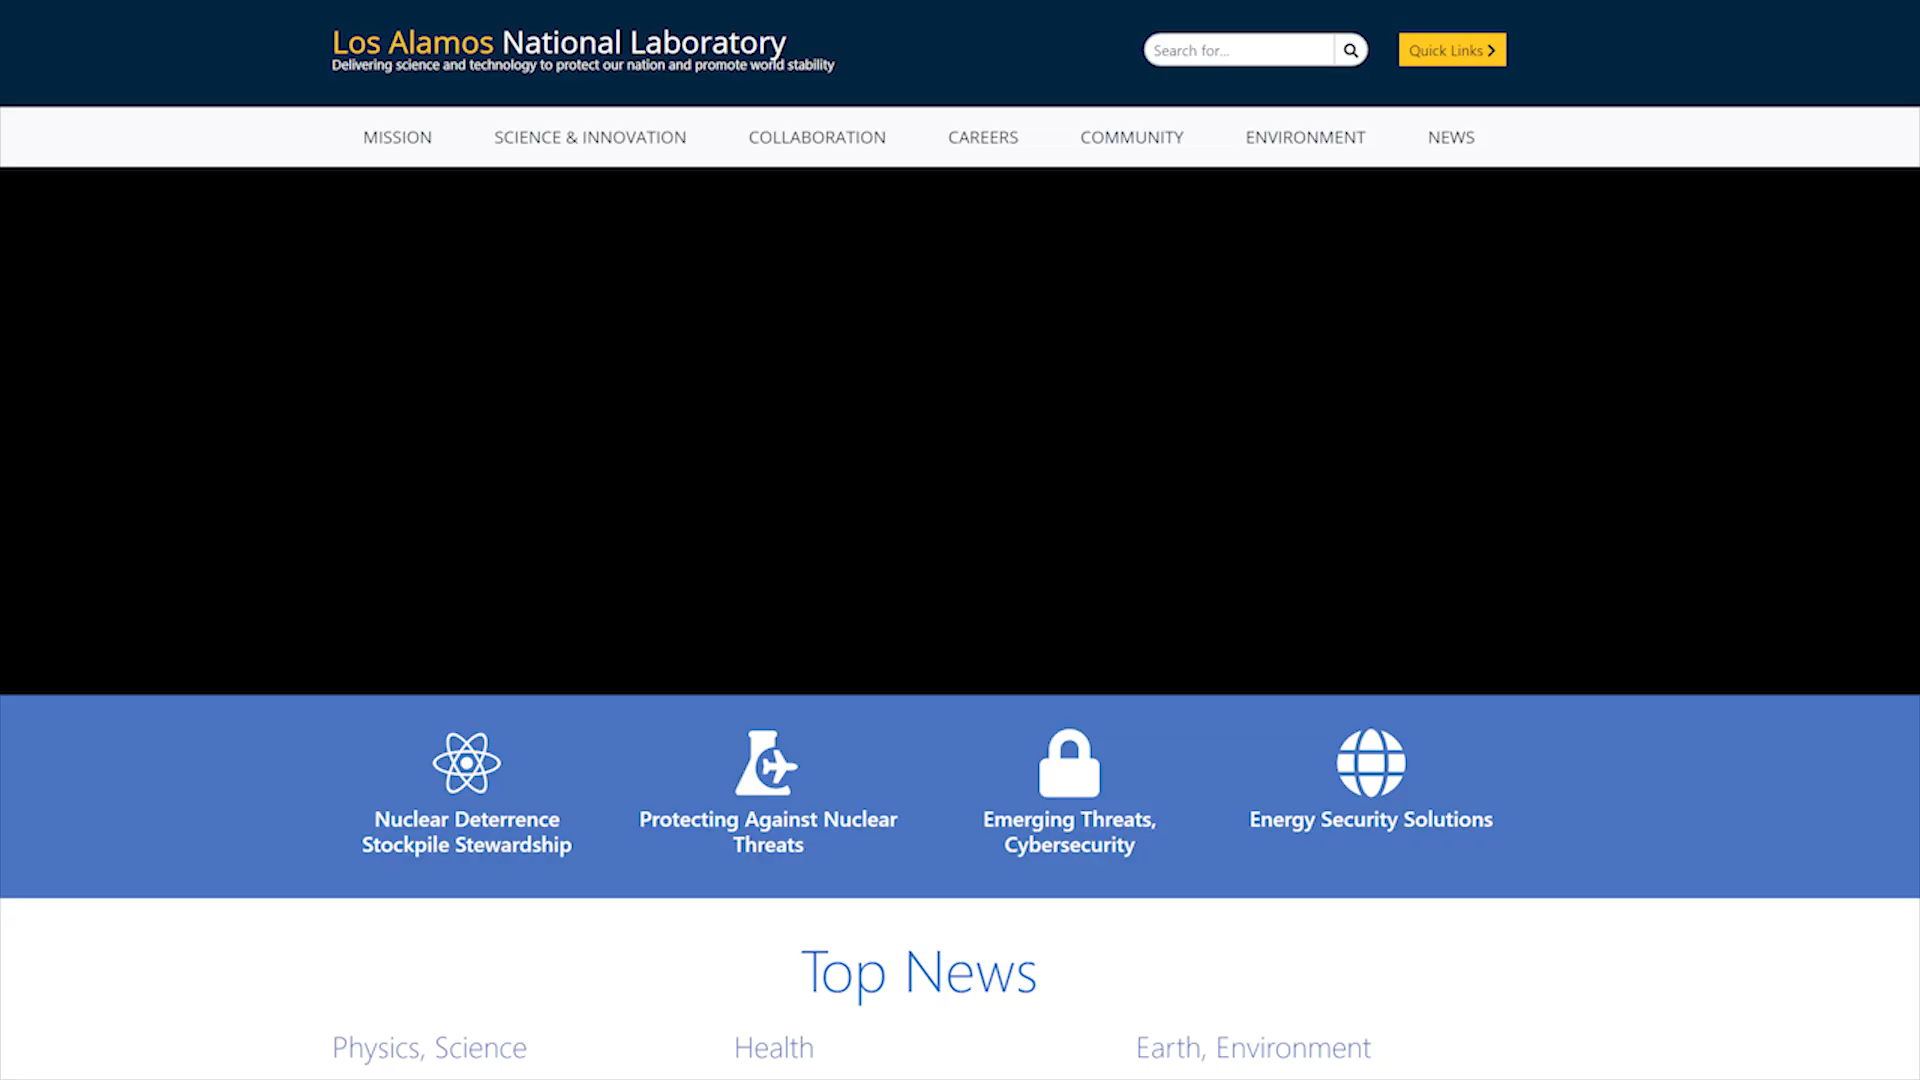 Los Alamos National Laboratory
Delivering science and technology to protect our nation and promote world stability
Search for...
Quick Links
MISSION SCIENCE & INNOVATION COLLABORATION CAREERS COMMUNITY ENVIRONMENT NEWS
Nuclear Deterrence
Stockpile Stewardship
Protecting Against Nuclear
Threats
Emerging Threats,
Cybersecurity
Energy Security Solutions
Top News
Physics, Science
Health
Earth, Environment